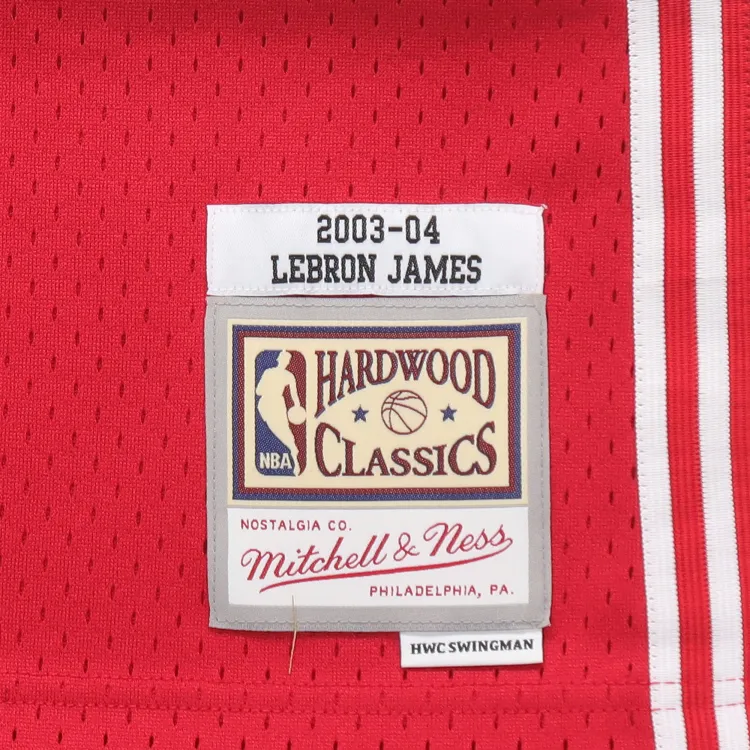 2003-04
LEBRON JAMES
HARDWOOD
CLASSICS
NBA
NOSTALGIA CO.
Mitchell & Ness
PHILADELPHIA, PA.
HWC SWINGMAN